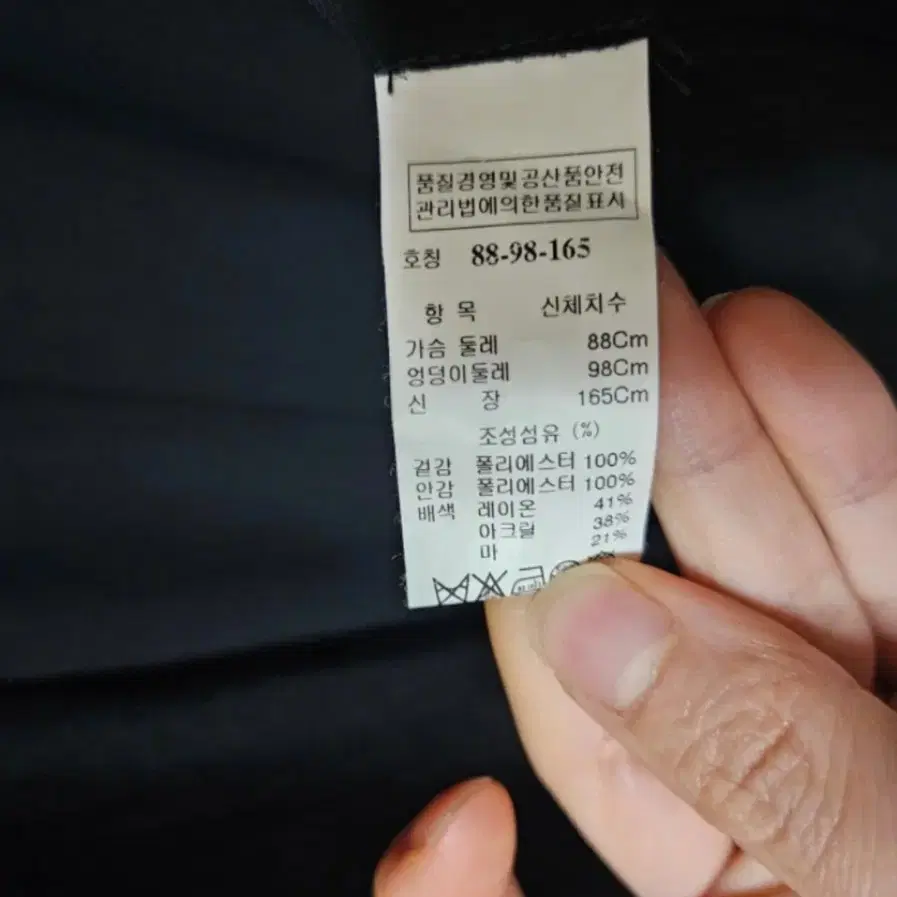 품질경영및공산품안전
관리법에의한품질표시
호칭 88-98-165
항 목 신체치수
가슴 둘레 88Cm
엉덩이둘레 98Cm
신 장 165Cm
조성섬유 (%)
겉감 폴리에스터 100%
안감 폴리에스터 100%
배색 레이온 41%
아크릴 38%
마 21%